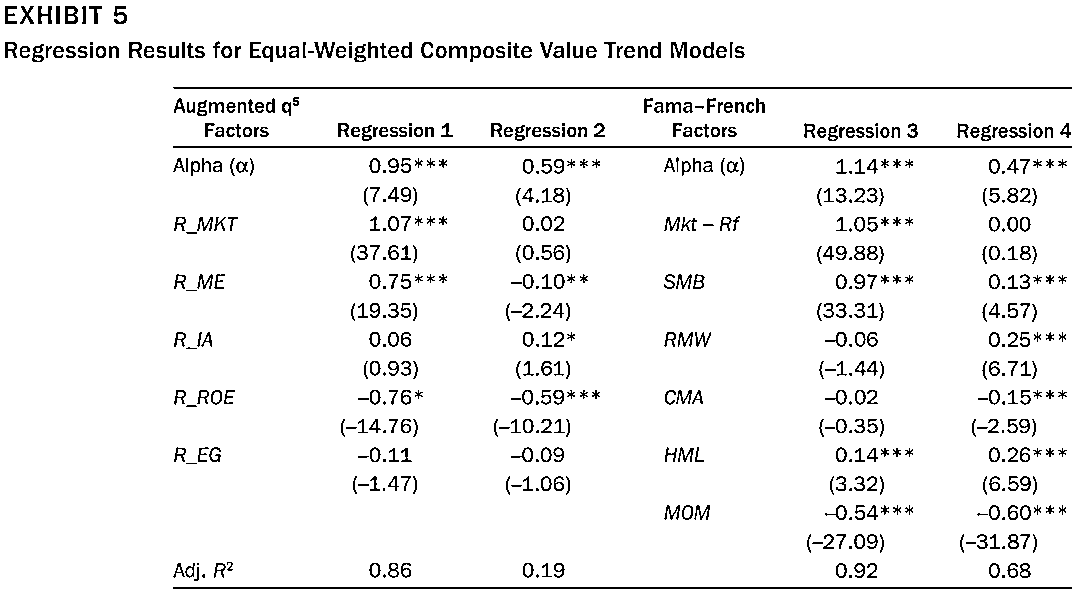 EXHIBIT 5
Regression Results for Equal-Weighted Composite Value Trend Models
Augmented q⁵ Factors Regression 1 Regression 2 Fama–French Factors Regression 3 Regression 4
Alpha (α) 0.95*** 0.59*** Alpha (α) 1.14*** 0.47***
(7.49) (4.18) (13.23) (5.82)
R_MKT 1.07*** 0.02 Mkt – Rf 1.05*** 0.00
(37.61) (0.56) (49.88) (0.18)
R_ME 0.75*** –0.10** SMB 0.97*** 0.13***
(19.35) (–2.24) (33.31) (4.57)
R_IA 0.06 0.12* RMW –0.06 0.25***
(0.93) (1.61) (–1.44) (6.71)
R_ROE –0.76* –0.59*** CMA –0.02 –0.15***
(–14.76) (–10.21) (–0.35) (–2.59)
R_EG –0.11 –0.09 HML 0.14*** 0.26***
(–1.47) (–1.06) (3.32) (6.59)
MOM –0.54*** –0.60***
(–27.09) (–31.87)
Adj. R² 0.86 0.19 0.92 0.68